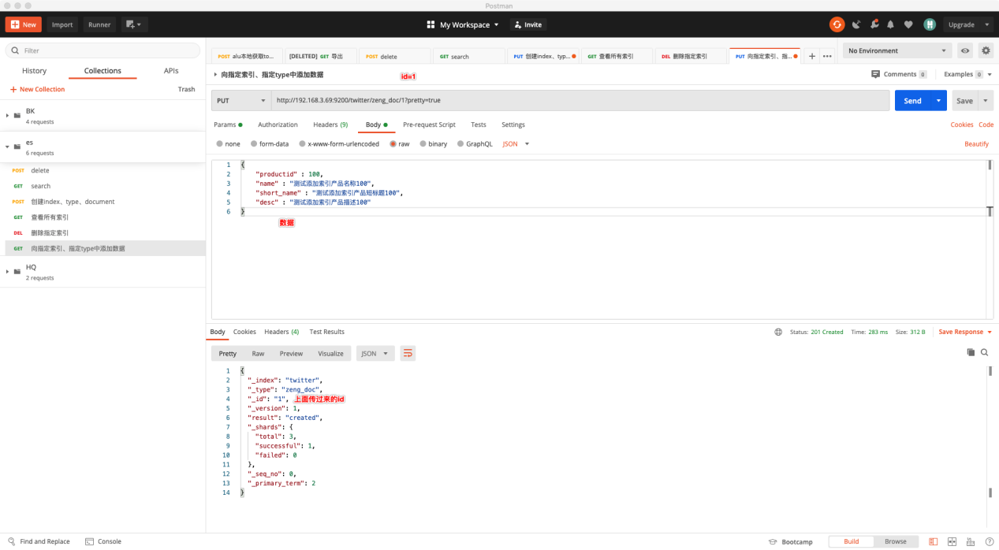 Postman
New
Import
Runner
My Workspace
Invite
Upgrade
Filter
History
Collections
APIs
New Collection
Trash
BK
4 requests
es
6 requests
POST delete
GET search
POST 创建index、type、document
GET 查看所有索引
DEL 删除指定索引
GET 向指定索引、指定type中添加数据
HQ
2 requests
POST alu本地获取to...
[DELETED] GET 导出
POST delete
GET search
PUT 创建index、typ...
GET 查看所有索引
DEL 删除指定索引
PUT 向指定索引、指...
No Environment
向指定索引、指定type中添加数据
id=1
Comments 0
Examples 0
PUT
http://192.168.3.69:9200/twitter/zeng_doc/1?pretty=true
Send
Save
Params
Authorization
Headers (9)
Body
Pre-request Script
Tests
Settings
Cookies
Code
none
form-data
x-www-form-urlencoded
raw
binary
GraphQL
JSON
Beautify
1 {
2 "productid" : 100,
3 "name" : "测试添加索引产品名称100",
4 "short_name" : "测试添加索引产品短标题100",
5 "desc" : "测试添加索引产品描述100"
6 }
数据
Body
Cookies
Headers (4)
Test Results
Status: 201 Created
Time: 283 ms
Size: 312 B
Save Response
Pretty
Raw
Preview
Visualize
JSON
1 {
2 "_index": "twitter",
3 "_type": "zeng_doc",
4 "_id": "1", 上面传过来的id
5 "_version": 1,
6 "result": "created",
7 "_shards": {
8 "total": 3,
9 "successful": 1,
10 "failed": 0
11 },
12 "_seq_no": 0,
13 "_primary_term": 2
14 }
Find and Replace
Console
Bootcamp
Build
Browse